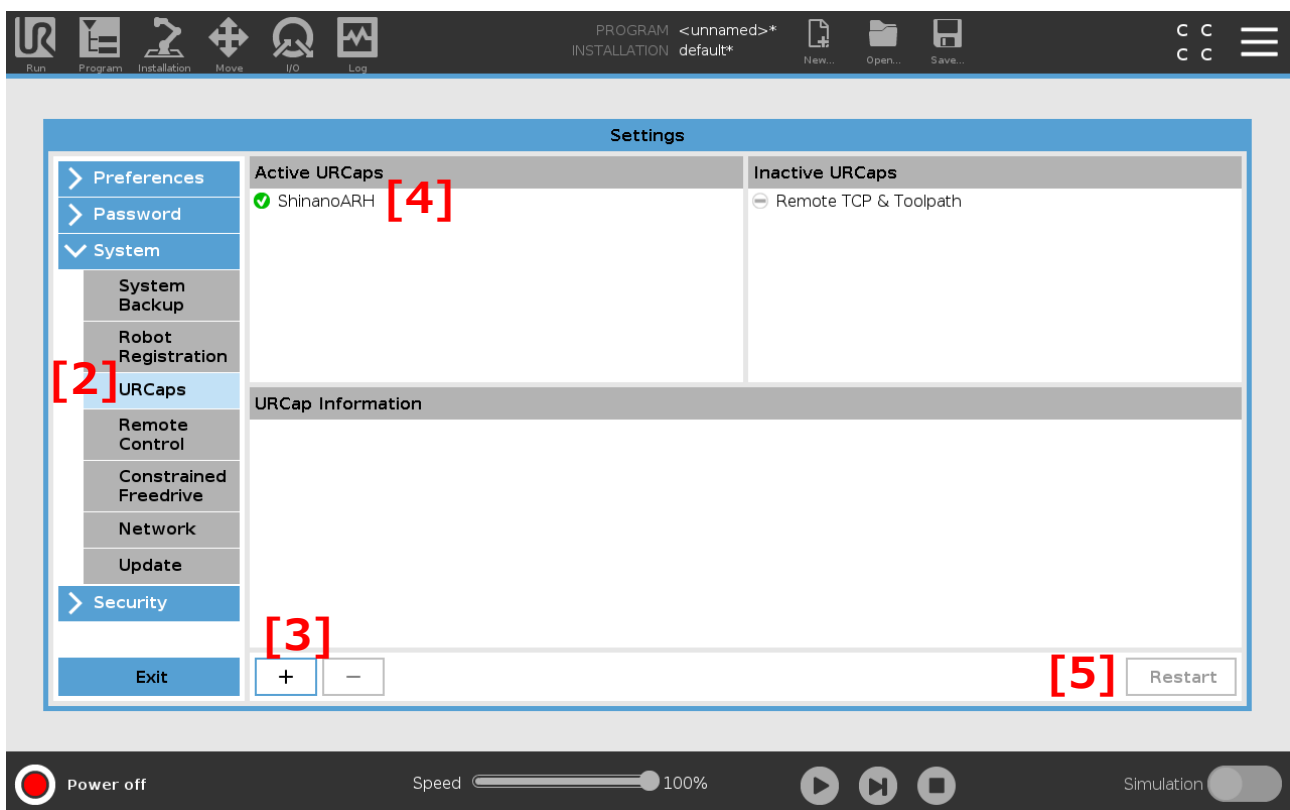 UR
PROGRAM <unnamed>*
INSTALLATION default*
C C
C C
Run
Program
Installation
Move
I/O
Log
New...
Open...
Save...
Settings
Preferences
Password
System
System
Backup
Robot
Registration
[2]
URCaps
Remote
Control
Constrained
Freedrive
Network
Update
Security
Exit
Active URCaps
ShinanoARH
[4]
Inactive URCaps
Remote TCP & Toolpath
URCap Information
[3]
+
−
[5]
Restart
Power off
Speed
100%
Simulation